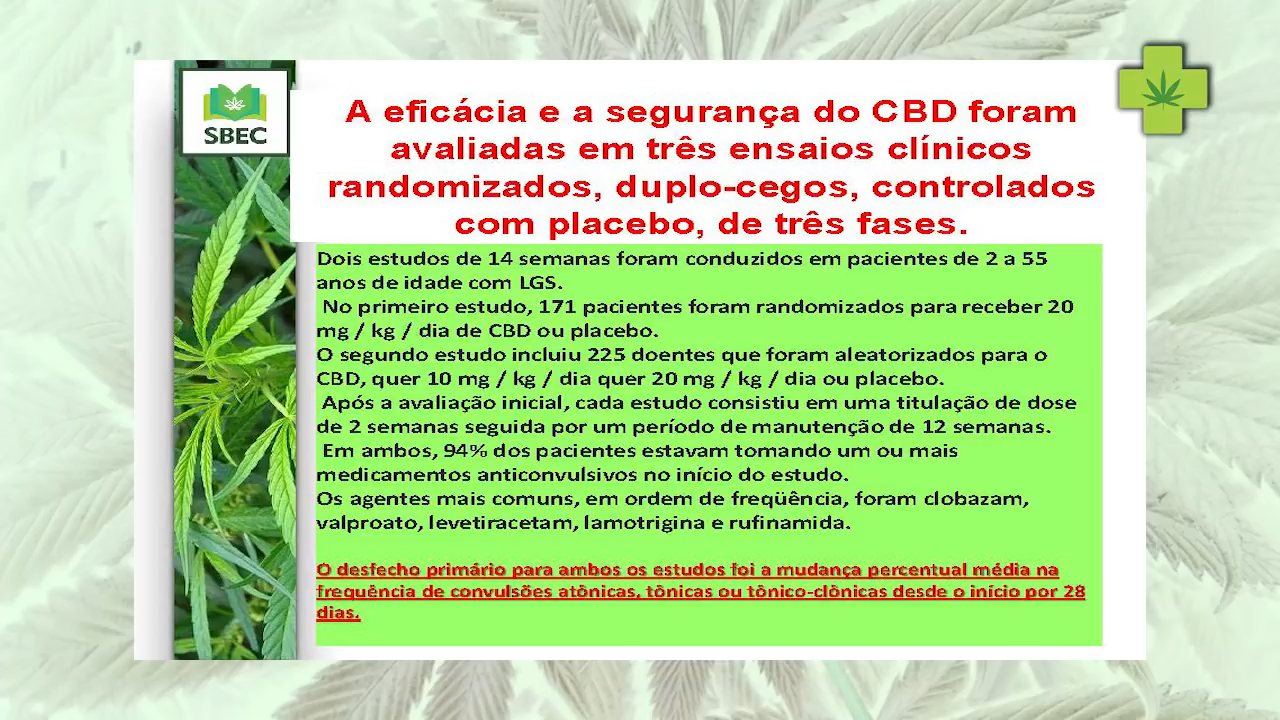 SBEC
A eficácia e a segurança do CBD foram
avaliadas em três ensaios clínicos
randomizados, duplo-cegos, controlados
com placebo, de três fases.
Dois estudos de 14 semanas foram conduzidos em pacientes de 2 a 55
anos de idade com LGS.
No primeiro estudo, 171 pacientes foram randomizados para receber 20
mg / kg / dia de CBD ou placebo.
O segundo estudo incluiu 225 doentes que foram aleatorizados para o
CBD, quer 10 mg / kg / dia quer 20 mg / kg / dia ou placebo.
Após a avaliação inicial, cada estudo consistiu em uma titulação de dose
de 2 semanas seguida por um período de manutenção de 12 semanas.
Em ambos, 94% dos pacientes estavam tomando um ou mais
medicamentos anticonvulsivos no início do estudo.
Os agentes mais comuns, em ordem de freqüência, foram clobazam,
valproato, levetiracetam, lamotrigina e rufinamida.
O desfecho primário para ambos os estudos foi a mudança percentual média na
frequência de convulsões atônicas, tônicas ou tônico-clônicas desde o início por 28
dias.